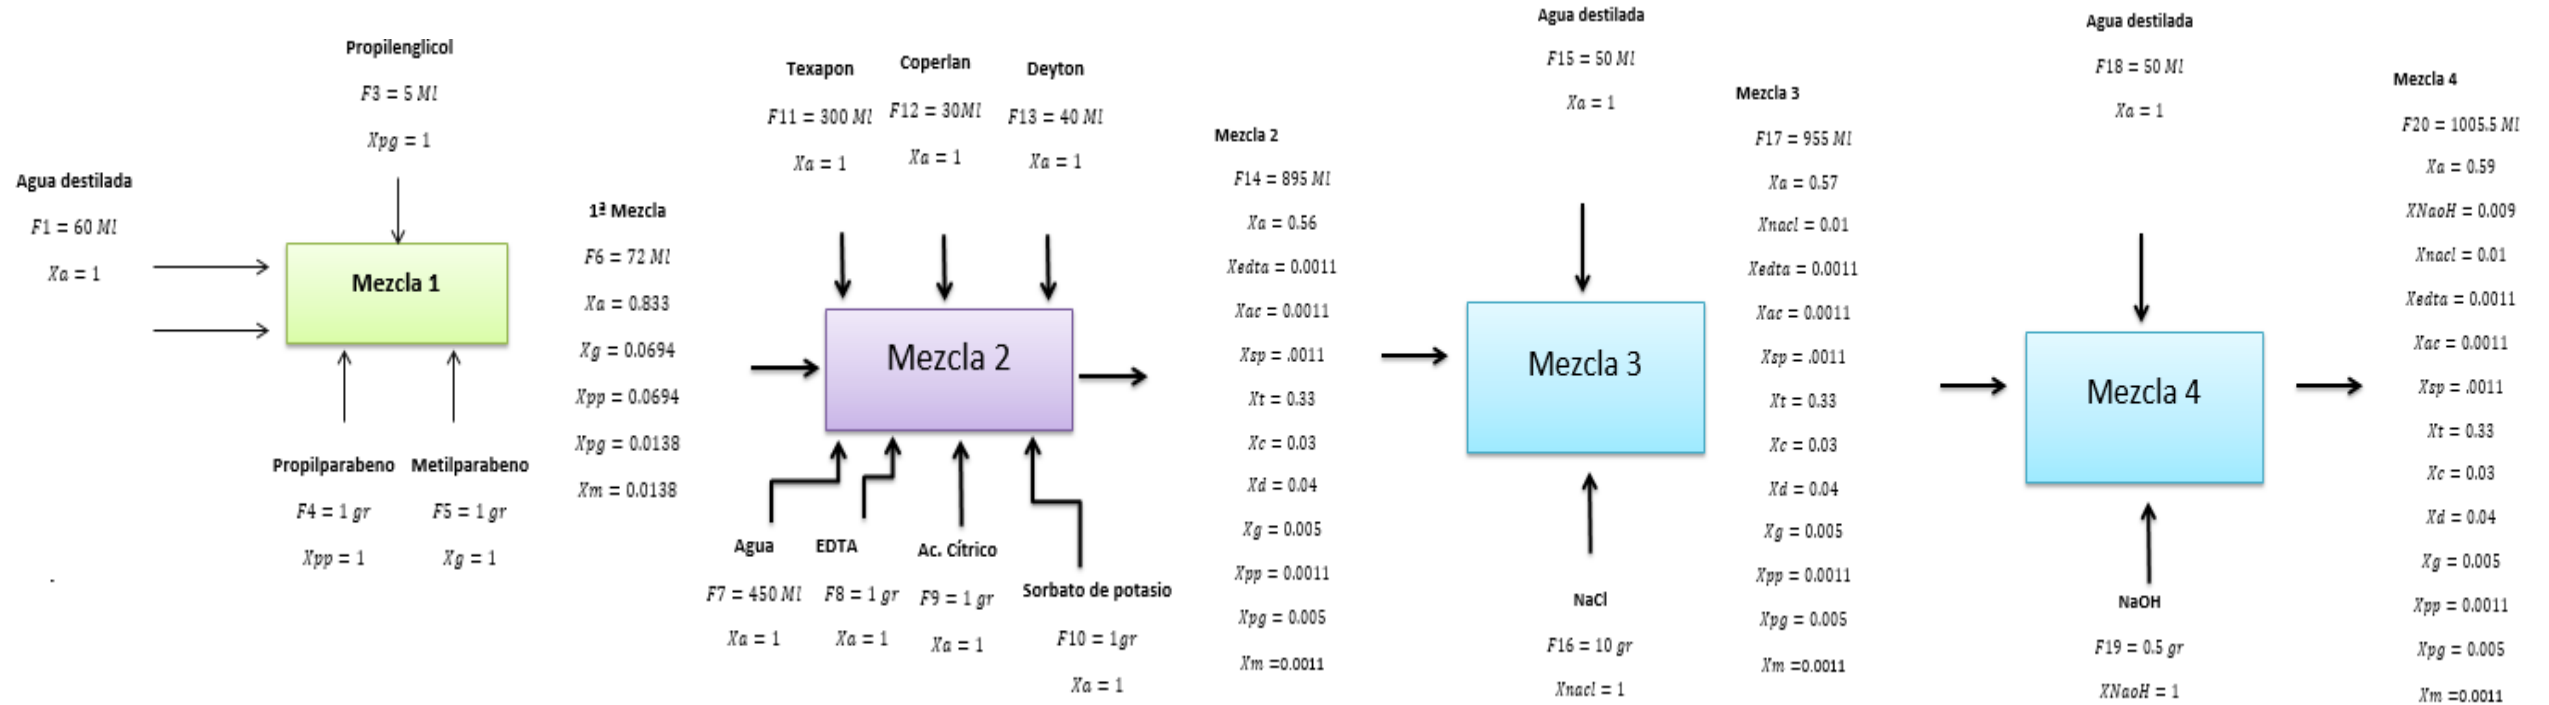 Agua destilada
F1 = 60 Ml
Xa = 1
Propilenglicol
F3 = 5 Ml
Xpg = 1
Mezcla 1
Propilparabeno
F4 = 1 gr
Xpp = 1
Metilparabeno
F5 = 1 gr
Xg = 1
1ª Mezcla
F6 = 72 Ml
Xa = 0.833
Xg = 0.0694
Xpp = 0.0694
Xpg = 0.0138
Xm = 0.0138
Texapon
F11 = 300 Ml
Xa = 1
Coperlan
F12 = 30Ml
Xa = 1
Deyton
F13 = 40 Ml
Xa = 1
Mezcla 2
Agua
F7 = 450 Ml
Xa = 1
EDTA
F8 = 1 gr
Xa = 1
Ac. Cítrico
F9 = 1 gr
Xa = 1
Sorbato de potasio
F10 = 1gr
Xa = 1
Mezcla 2
F14 = 895 Ml
Xa = 0.56
Xedta = 0.0011
Xac = 0.0011
Xsp = .0011
Xt = 0.33
Xc = 0.03
Xd = 0.04
Xg = 0.005
Xpp = 0.0011
Xpg = 0.005
Xm =0.0011
Agua destilada
F15 = 50 Ml
Xa = 1
Mezcla 3
NaCl
F16 = 10 gr
Xnacl = 1
Mezcla 3
F17 = 955 Ml
Xa = 0.57
Xnacl = 0.01
Xedta = 0.0011
Xac = 0.0011
Xsp = .0011
Xt = 0.33
Xc = 0.03
Xd = 0.04
Xg = 0.005
Xpp = 0.0011
Xpg = 0.005
Xm =0.0011
Agua destilada
F18 = 50 Ml
Xa = 1
Mezcla 4
NaOH
F19 = 0.5 gr
XNaoH = 1
Mezcla 4
F20 = 1005.5 Ml
Xa = 0.59
XNaoH = 0.009
Xnacl = 0.01
Xedta = 0.0011
Xac = 0.0011
Xsp = .0011
Xt = 0.33
Xc = 0.03
Xd = 0.04
Xg = 0.005
Xpp = 0.0011
Xpg = 0.005
Xm =0.0011